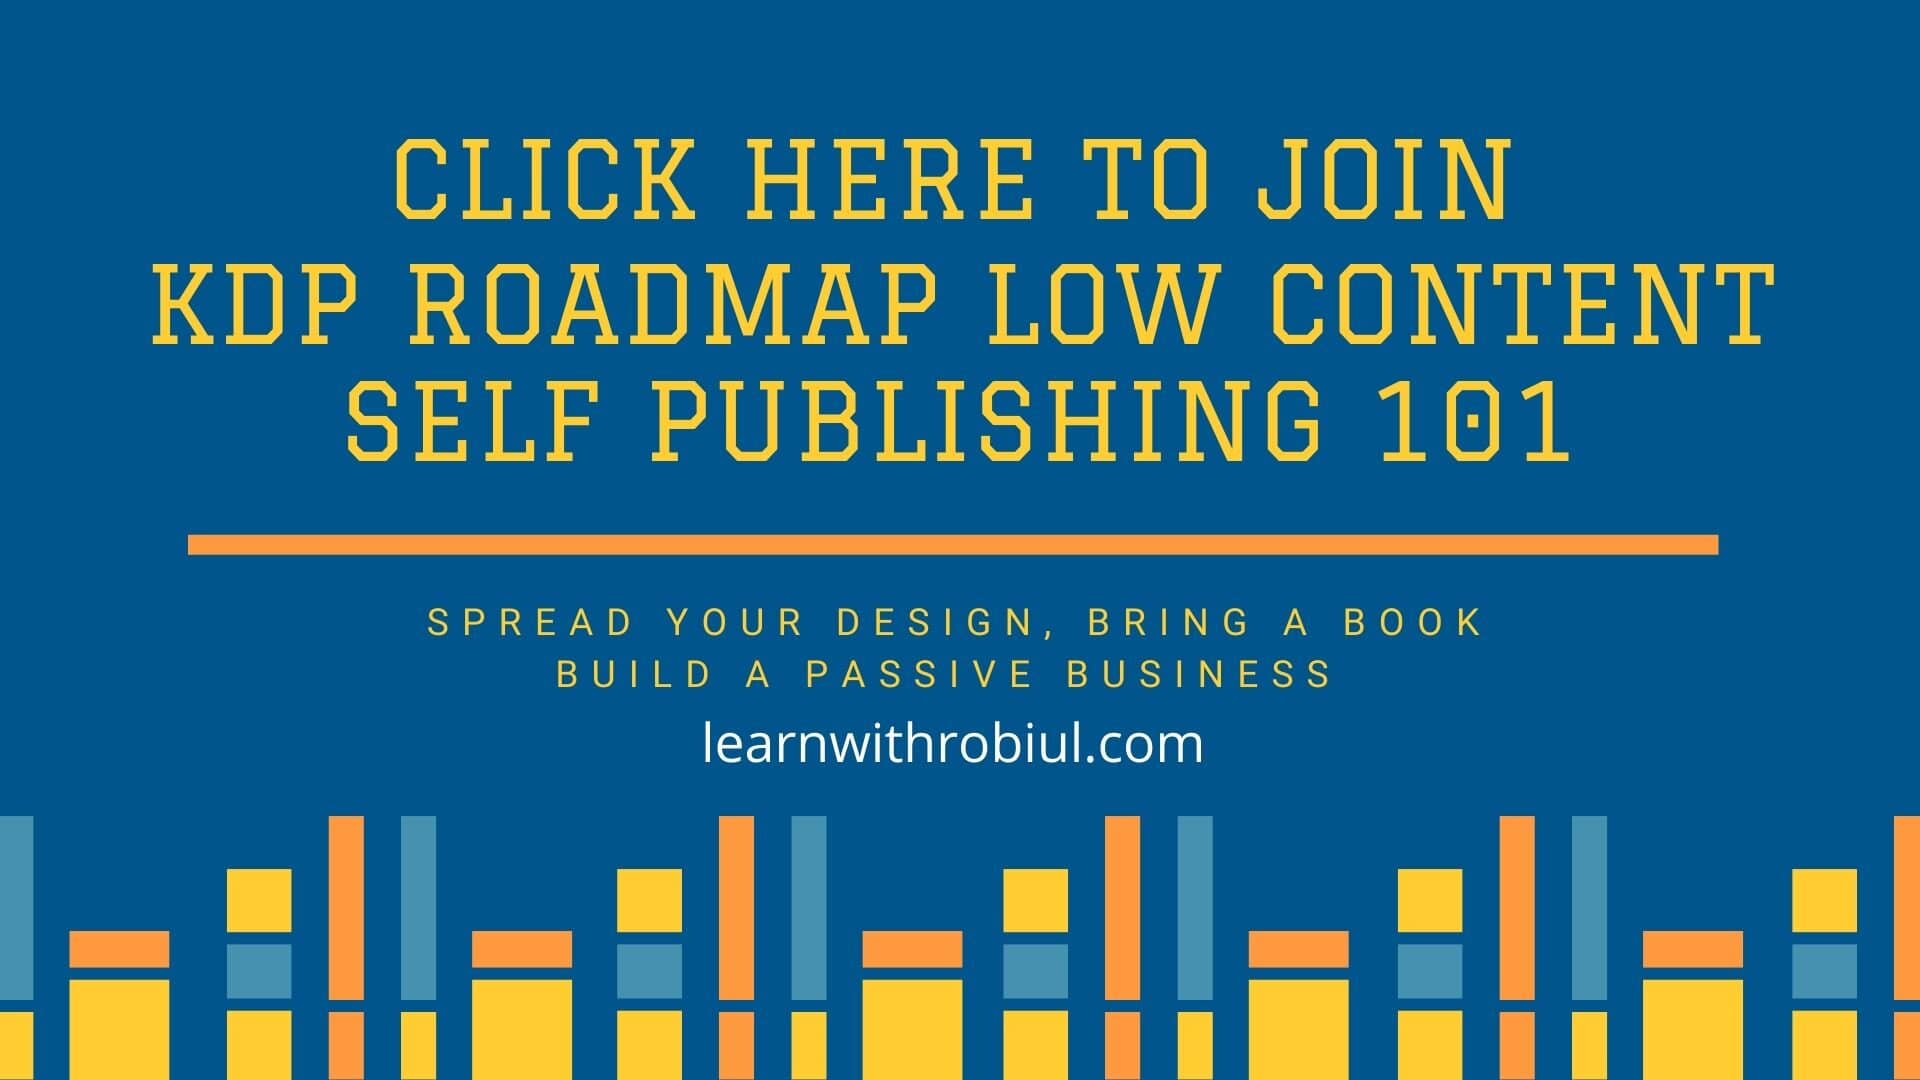 CLICK HERE TO JOIN
KDP ROADMAP LOW CONTENT
SELF PUBLISHING 101
SPREAD YOUR DESIGN, BRING A BOOK
BUILD A PASSIVE BUSINESS
learnwithrobiul.com